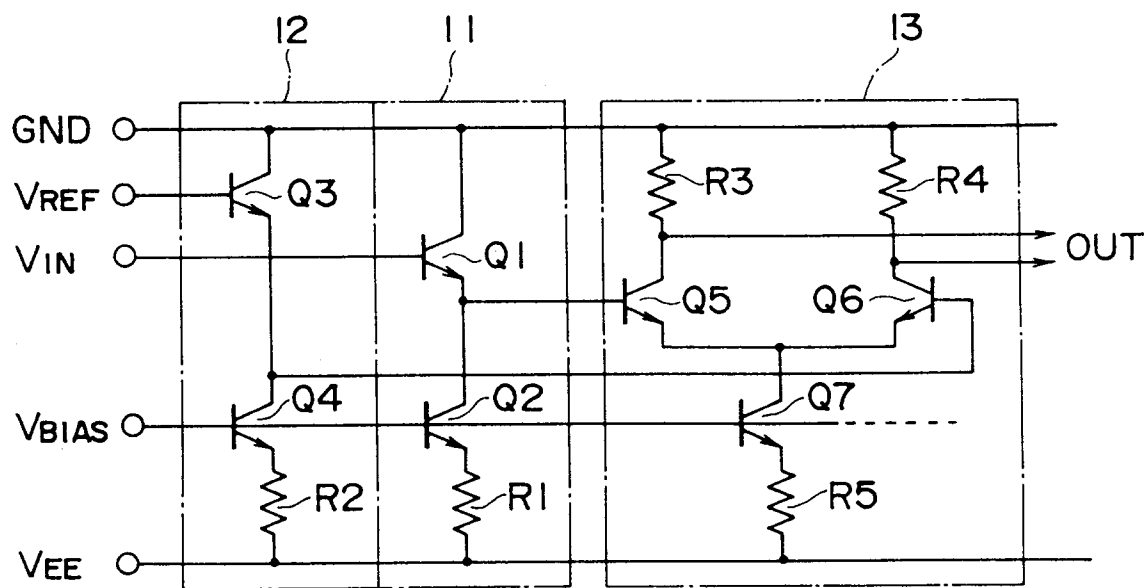 12 11 13
GND
VREF Q3 R3 R4
VIN Q1 OUT
Q5 Q6
Q4 Q2 Q7
VBIAS
R2 R1 R5
VEE